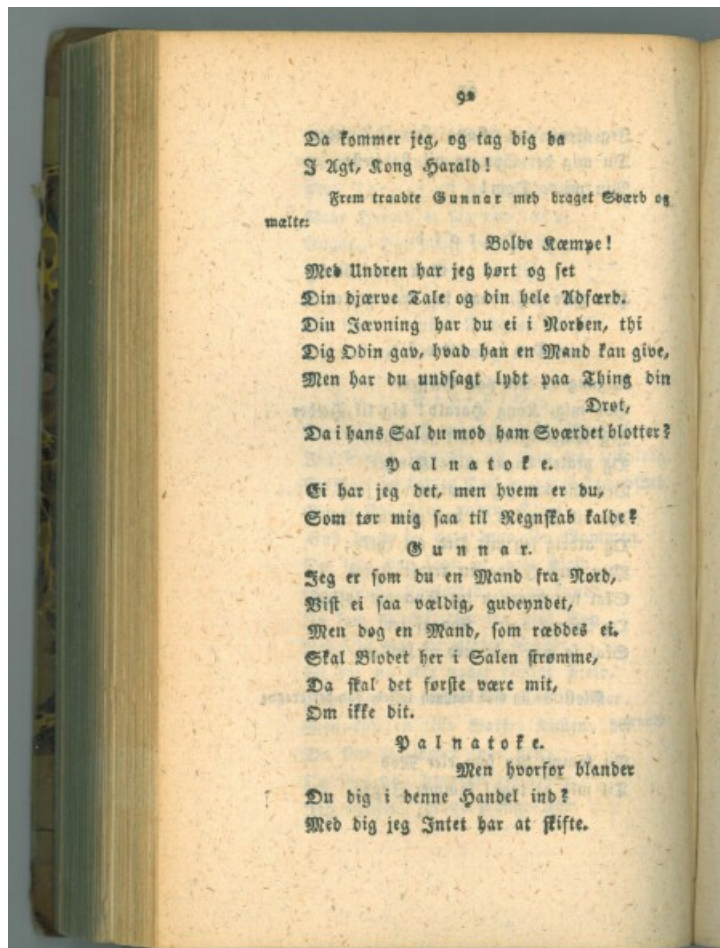 92
Da kommer jeg, og tag dig da
I Agt, Kong Harald!
Frem traadte Gunnar med draget Sværd og
mælte:
Bolde Kæmpe!
Med Undren har jeg hørt og set
Din djærve Tale og din hele Adfærd.
Din Jævning har du ei i Norden, thi
Dig Odin gav, hvad han en Mand kan give,
Men har du undsagt lydt paa Thing din
Drot,
Da i hans Sal du mod ham Sværdet blotter?
Palnatoke.
Ei har jeg det, men hvem er du,
Som tør mig saa til Regnskab kalde?
Gunnar.
Jeg er som du en Mand fra Nord,
Vist ei saa vældig, gudeyndet,
Men dog en Mand, som ræddes ei.
Skal Blodet her i Salen strømme,
Da skal det første være mit,
Om ikke dit.
Palnatoke.
Men hvorfor blander
Du dig i denne Handel ind?
Med dig jeg Intet har at skifte.